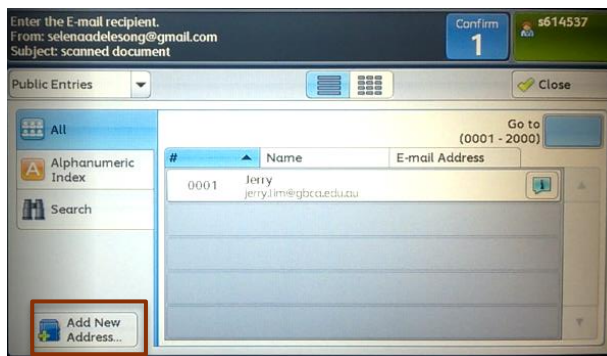 Enter the E-mail recipient.
From: selenaadelesong@gmail.com
Subject: scanned document
Confirm
1
s614537
Public Entries
Close
All
Go to
(0001 - 2000)
Alphanumeric
Index
# Name E-mail Address
0001 Jerry
jerry.lim@gbca.edu.au
Search
Add New
Address...